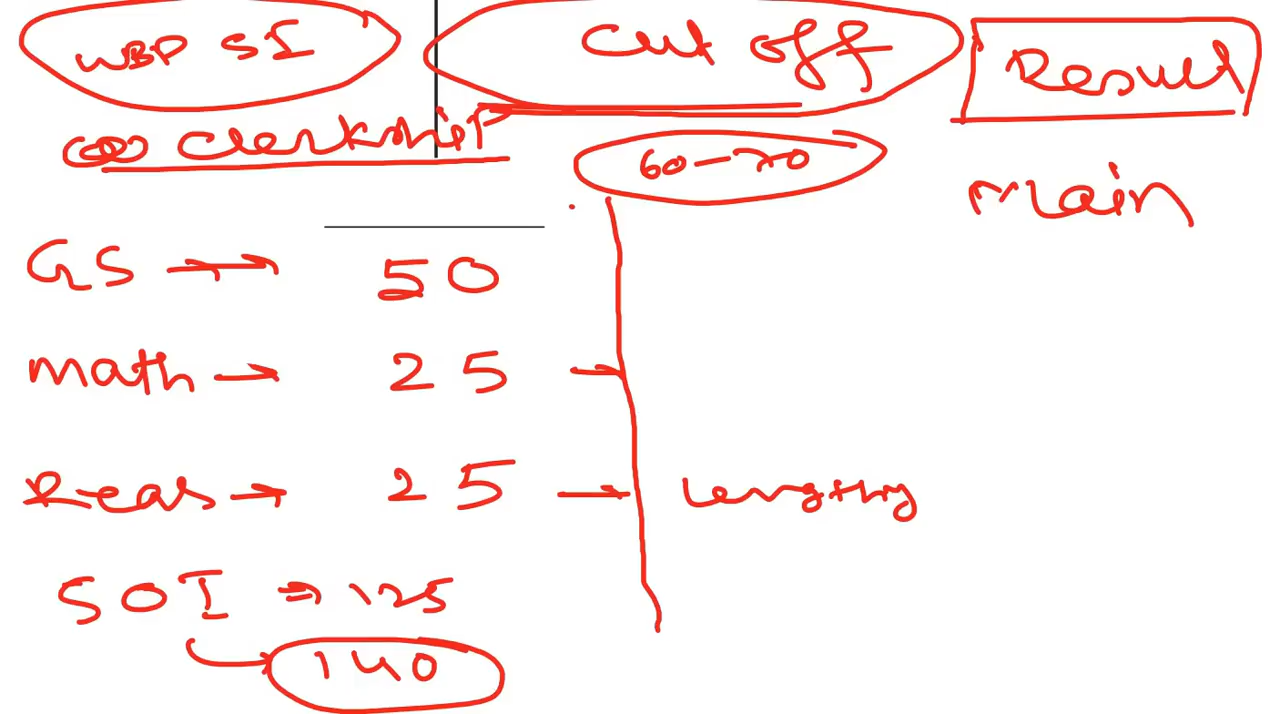 WBP SI Cut off Result
clerkship
60-70
Main
GS → 50
math → 25 →
Reas → 25 → Lengthy
SOI ⇒ 125
140